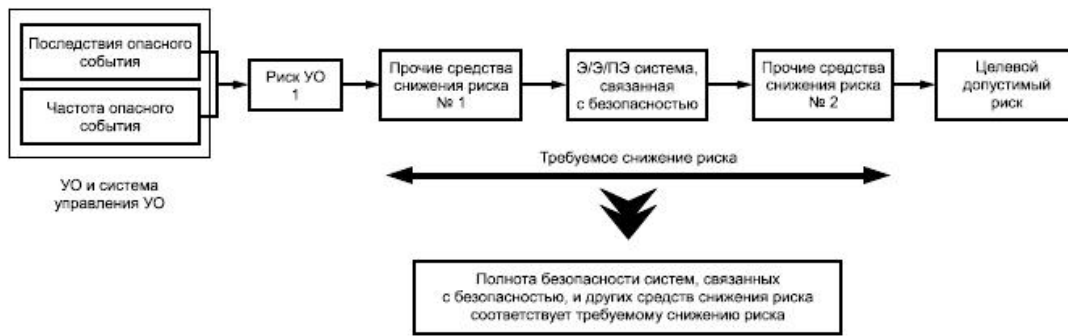 Последствия опасного
события
Частота опасного
события
УО и система
управления УО
Риск УО
1
Прочие средства
снижения риска
№ 1
Э/Э/ПЭ система,
связанная
с безопасностью
Прочие средства
снижения риска
№ 2
Целевой
допустимый
риск
Требуемое снижение риска
Полнота безопасности систем, связанных
с безопасностью, и других средств снижения риска
соответствует требуемому снижению риска